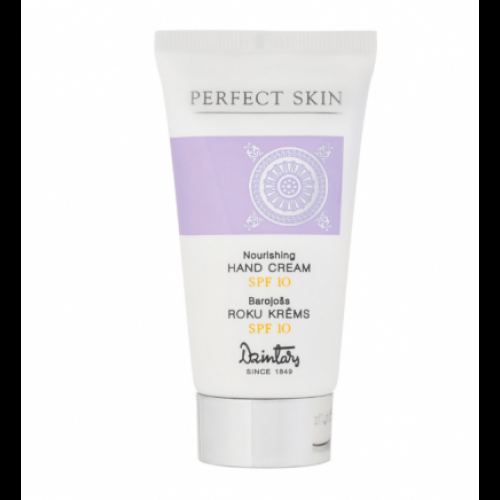 PERFECT SKIN
Nourishing
HAND CREAM
SPF 10
Barojošs
ROKU KRĒMS
SPF 10
Dzintars
SINCE 1849